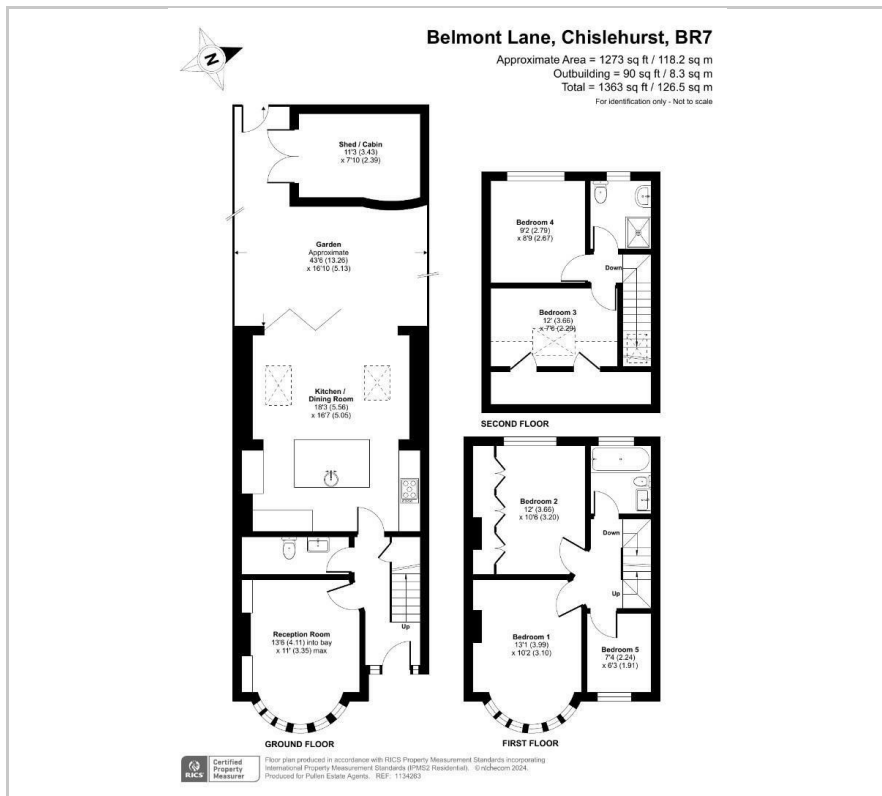 Belmont Lane, Chislehurst, BR7
Approximate Area = 1273 sq ft / 118.2 sq m
Outbuilding = 90 sq ft / 8.3 sq m
Total = 1363 sq ft / 126.5 sq m
For identification only - Not to scale
N
Shed / Cabin
11'3 (3.43)
x 7'10 (2.39)
Garden
Approximate
43'6 (13.26)
x 16'10 (5.13)
Kitchen /
Dining Room
18'3 (5.56)
x 16'7 (5.05)
Reception Room
13'6 (4.11) into bay
x 11' (3.35) max
Up
GROUND FLOOR
Bedroom 4
9'2 (2.79)
x 8'9 (2.67)
Down
Bedroom 3
12' (3.66)
x 7'6 (2.29)
SECOND FLOOR
Bedroom 2
12' (3.66)
x 10'6 (3.20)
Down
Up
Bedroom 1
13'1 (3.99)
x 10'2 (3.10)
Bedroom 5
7'4 (2.24)
x 6'3 (1.91)
FIRST FLOOR
RICS
Certified
Property
Measurer
Floor plan produced in accordance with RICS Property Measurement Standards incorporating
International Property Measurement Standards (IPMS2 Residential). © nichecom 2024.
Produced for Pullen Estate Agents. REF: 1134263